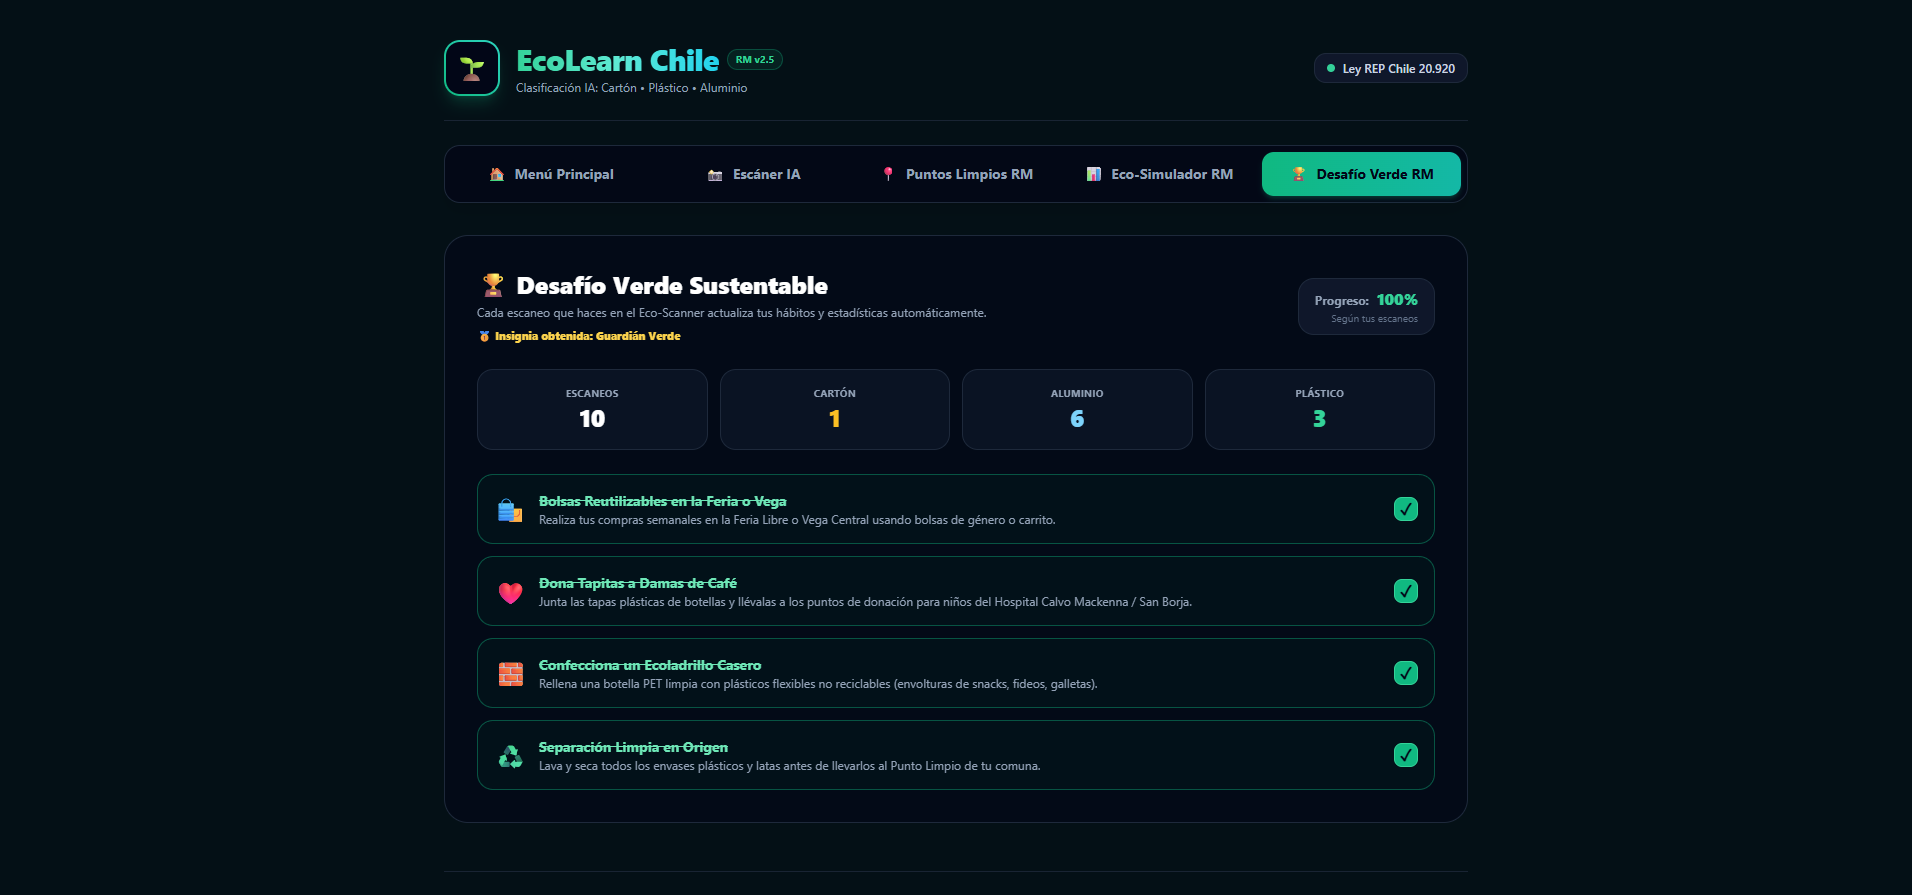 EcoLearn Chile RM v2.5
Clasificación IA: Cartón • Plástico • Aluminio
Ley REP Chile 20.920
Menú Principal
Escáner IA
Puntos Limpios RM
Eco-Simulador RM
Desafío Verde RM
Desafío Verde Sustentable
Cada escaneo que haces en el Eco-Scanner actualiza tus hábitos y estadísticas automáticamente.
Insignia obtenida: Guardián Verde
Progreso: 100%
Según tus escaneos
ESCANEOS
10
CARTÓN
1
ALUMINIO
6
PLÁSTICO
3
Bolsas Reutilizables en la Feria o Vega
Realiza tus compras semanales en la Feria Libre o Vega Central usando bolsas de género o carrito.
Dona Tapitas a Damas de Café
Junta las tapas plásticas de botellas y llévalas a los puntos de donación para niños del Hospital Calvo Mackenna / San Borja.
Confecciona un Ecoladrillo Casero
Rellena una botella PET limpia con plásticos flexibles no reciclables (envolturas de snacks, fideos, galletas).
Separación Limpia en Origen
Lava y seca todos los envases plásticos y latas antes de llevarlos al Punto Limpio de tu comuna.